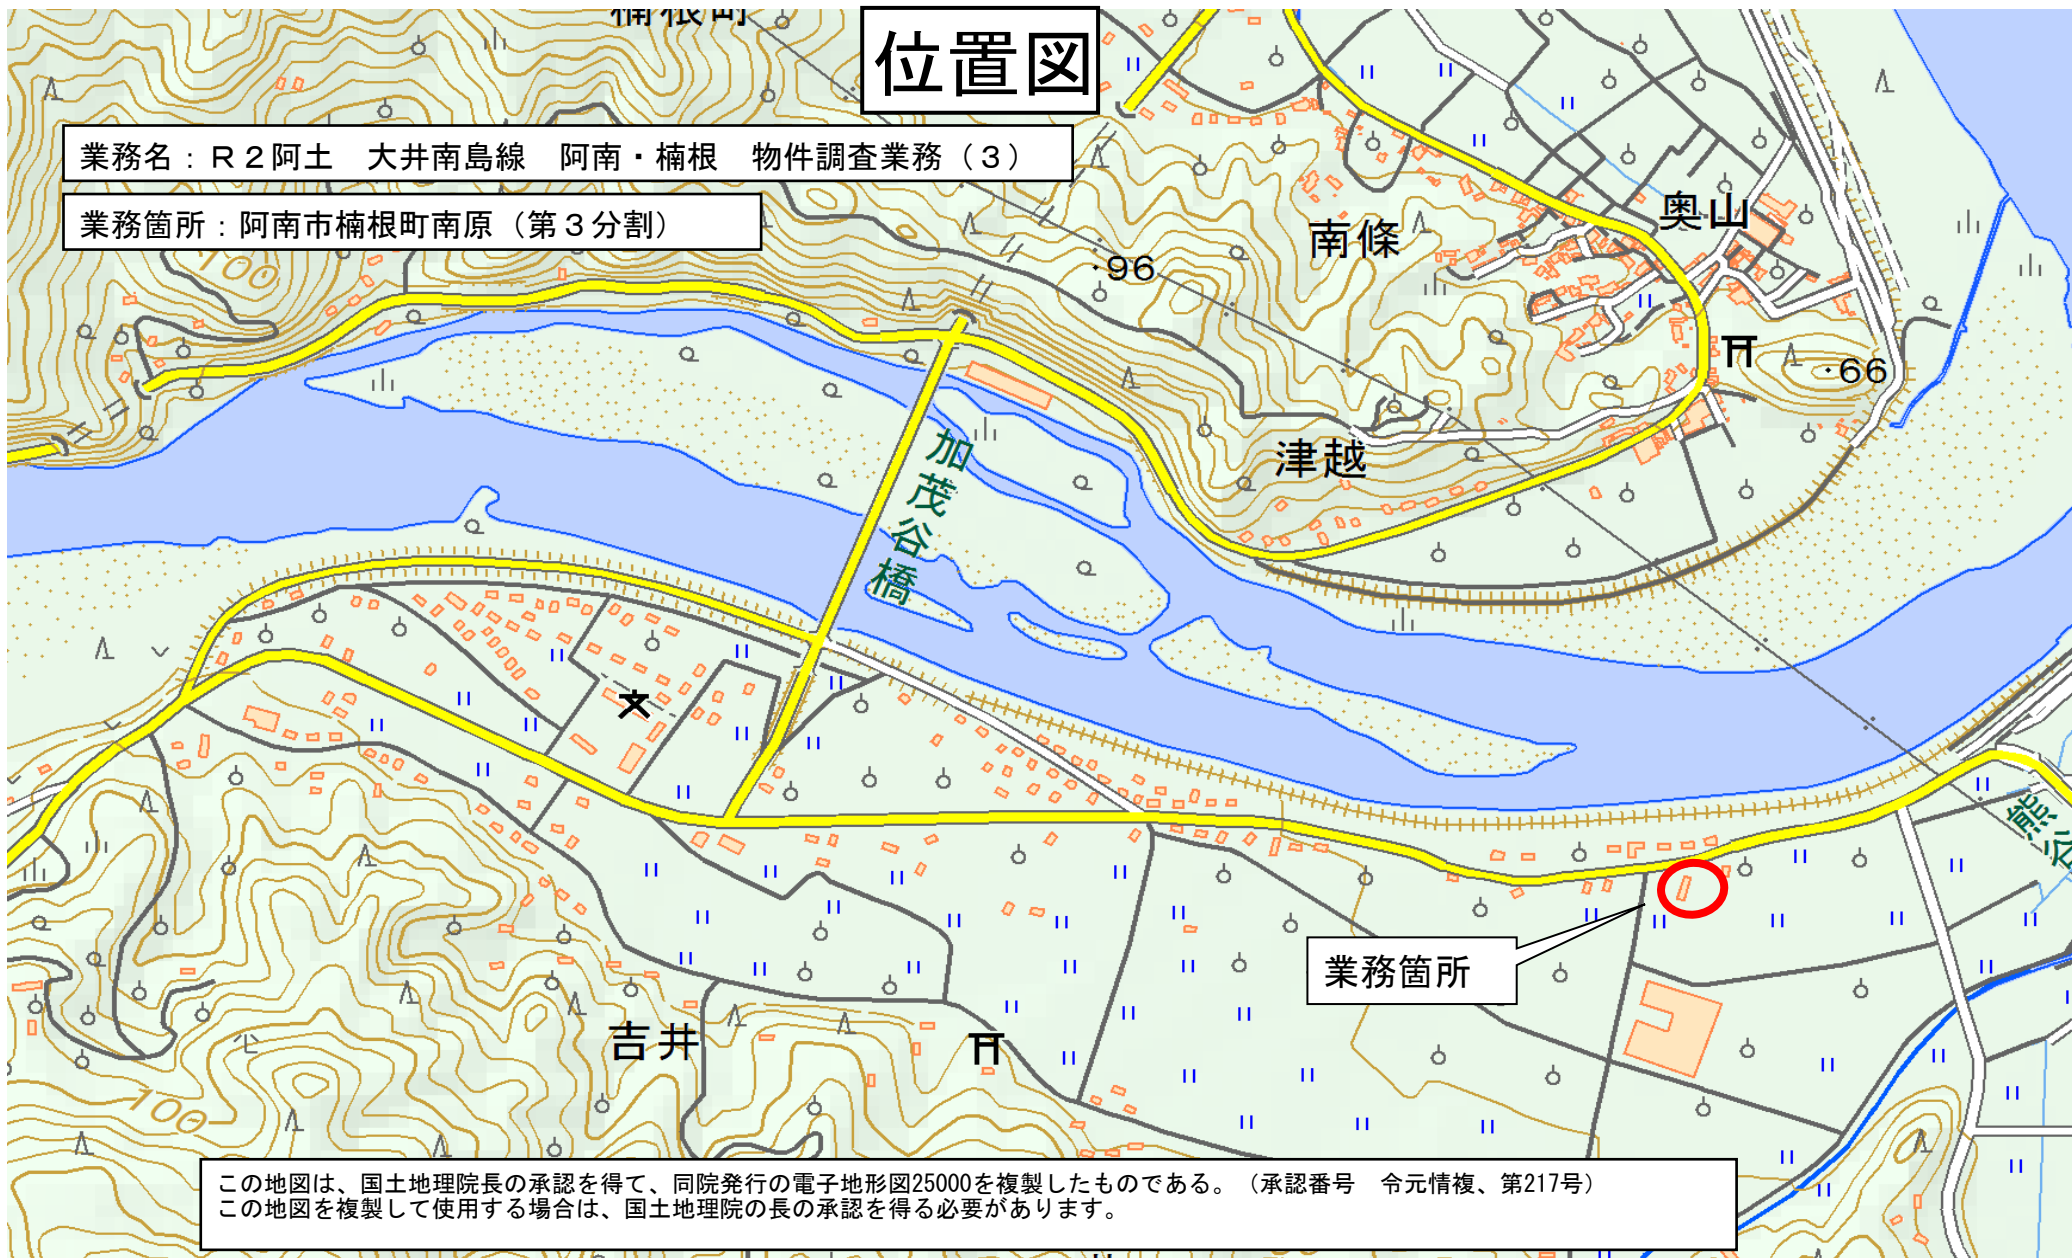 位置図
業務名：Ｒ２阿土　大井南島線　阿南・楠根　物件調査業務（３）
業務箇所：阿南市楠根町南原（第３分割）
楠根町
100
96
南條
奥山
66
津越
加茂谷橋
熊谷
業務箇所
吉井
100
この地図は、国土地理院長の承認を得て、同院発行の電子地形図25000を複製したものである。（承認番号　令元情複、第217号）
この地図を複製して使用する場合は、国土地理院の長の承認を得る必要があります。